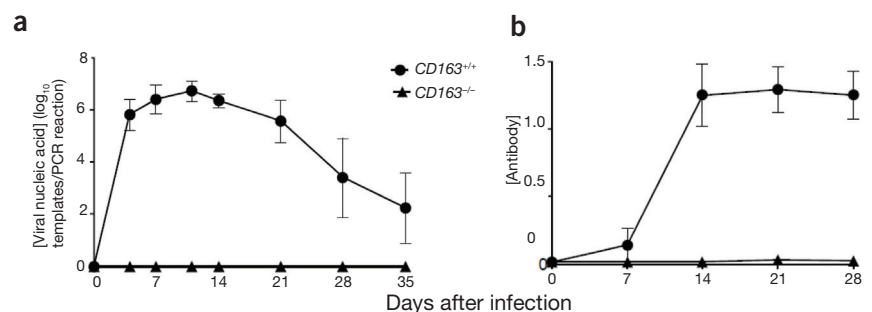 a
[Viral nucleic acid] (log10
templates/PCR reaction)
8
6
4
2
0
0 7 14 21 28 35
CD163+/+
CD163−/−
b
[Antibody]
1.5
1.0
0.5
0
0
0 7 14 21 28
Days after infection